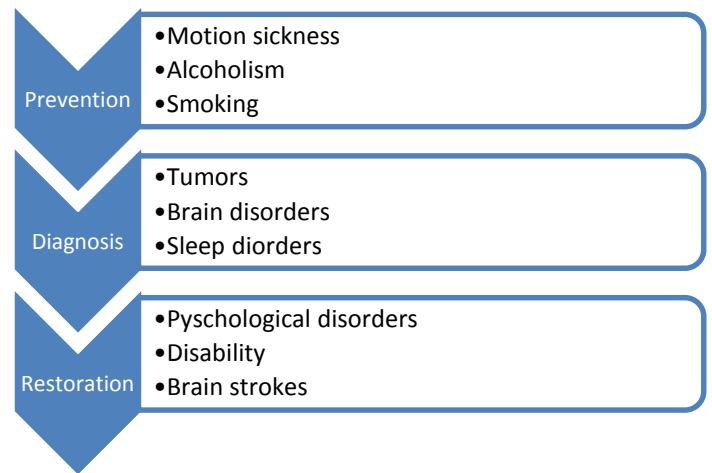 Prevention
•Motion sickness
•Alcoholism
•Smoking
Diagnosis
•Tumors
•Brain disorders
•Sleep diorders
Restoration
•Pyschological disorders
•Disability
•Brain strokes